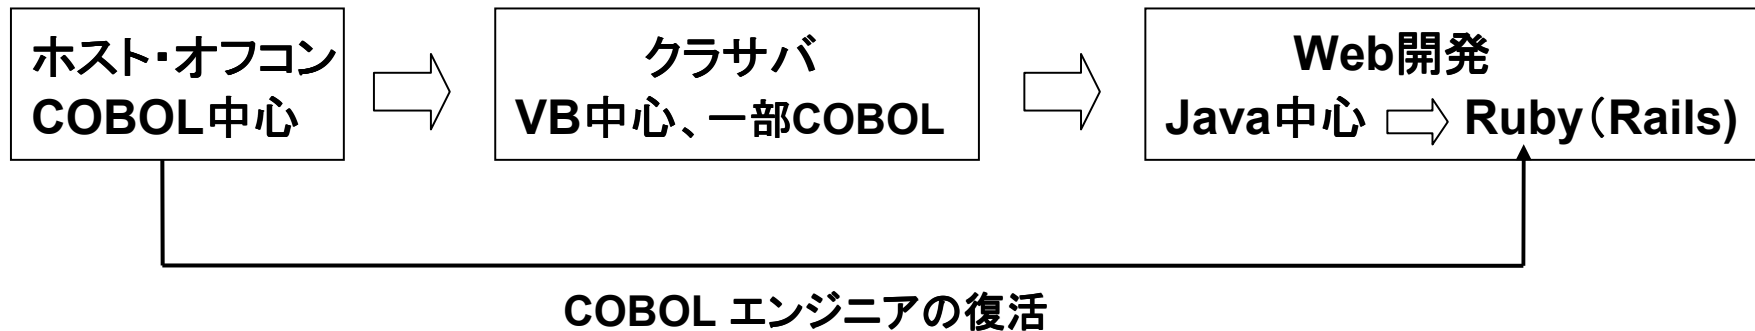 ホスト・オフコン
COBOL中心
クラサバ
VB中心、一部COBOL
Web開発
Java中心 Ruby(Rails)
COBOL エンジニアの復活